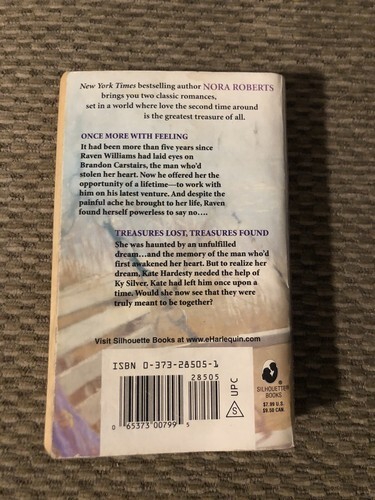 New York Times bestselling author NORA ROBERTS
brings you two classic romances,
set in a world where love the second time around
is the greatest treasure of all.
ONCE MORE WITH FEELING
It had been more than five years since
Raven Williams had laid eyes on
Brandon Carstairs, the man who'd
stolen her heart. Now he offered her the
opportunity of a lifetime—to work with
him on his latest venture. And despite the
painful ache he brought to her life, Raven
found herself powerless to say no....
TREASURES LOST, TREASURES FOUND
She was haunted by an unfulfilled
dream...and the memory of the man who'd
first awakened her heart. But to realize her
dream, Kate Hardesty needed the help of
Ky Silver. Kate had left him once upon a
time. Would she now see that they were
truly meant to be together?
Visit Silhouette Books at www.eHarlequin.com
ISBN 0-373-28505-1
28505
0 65373 00799 5
S UPC
SILHOUETTE
BOOKS
$7.99 U.S.
$9.50 CAN.